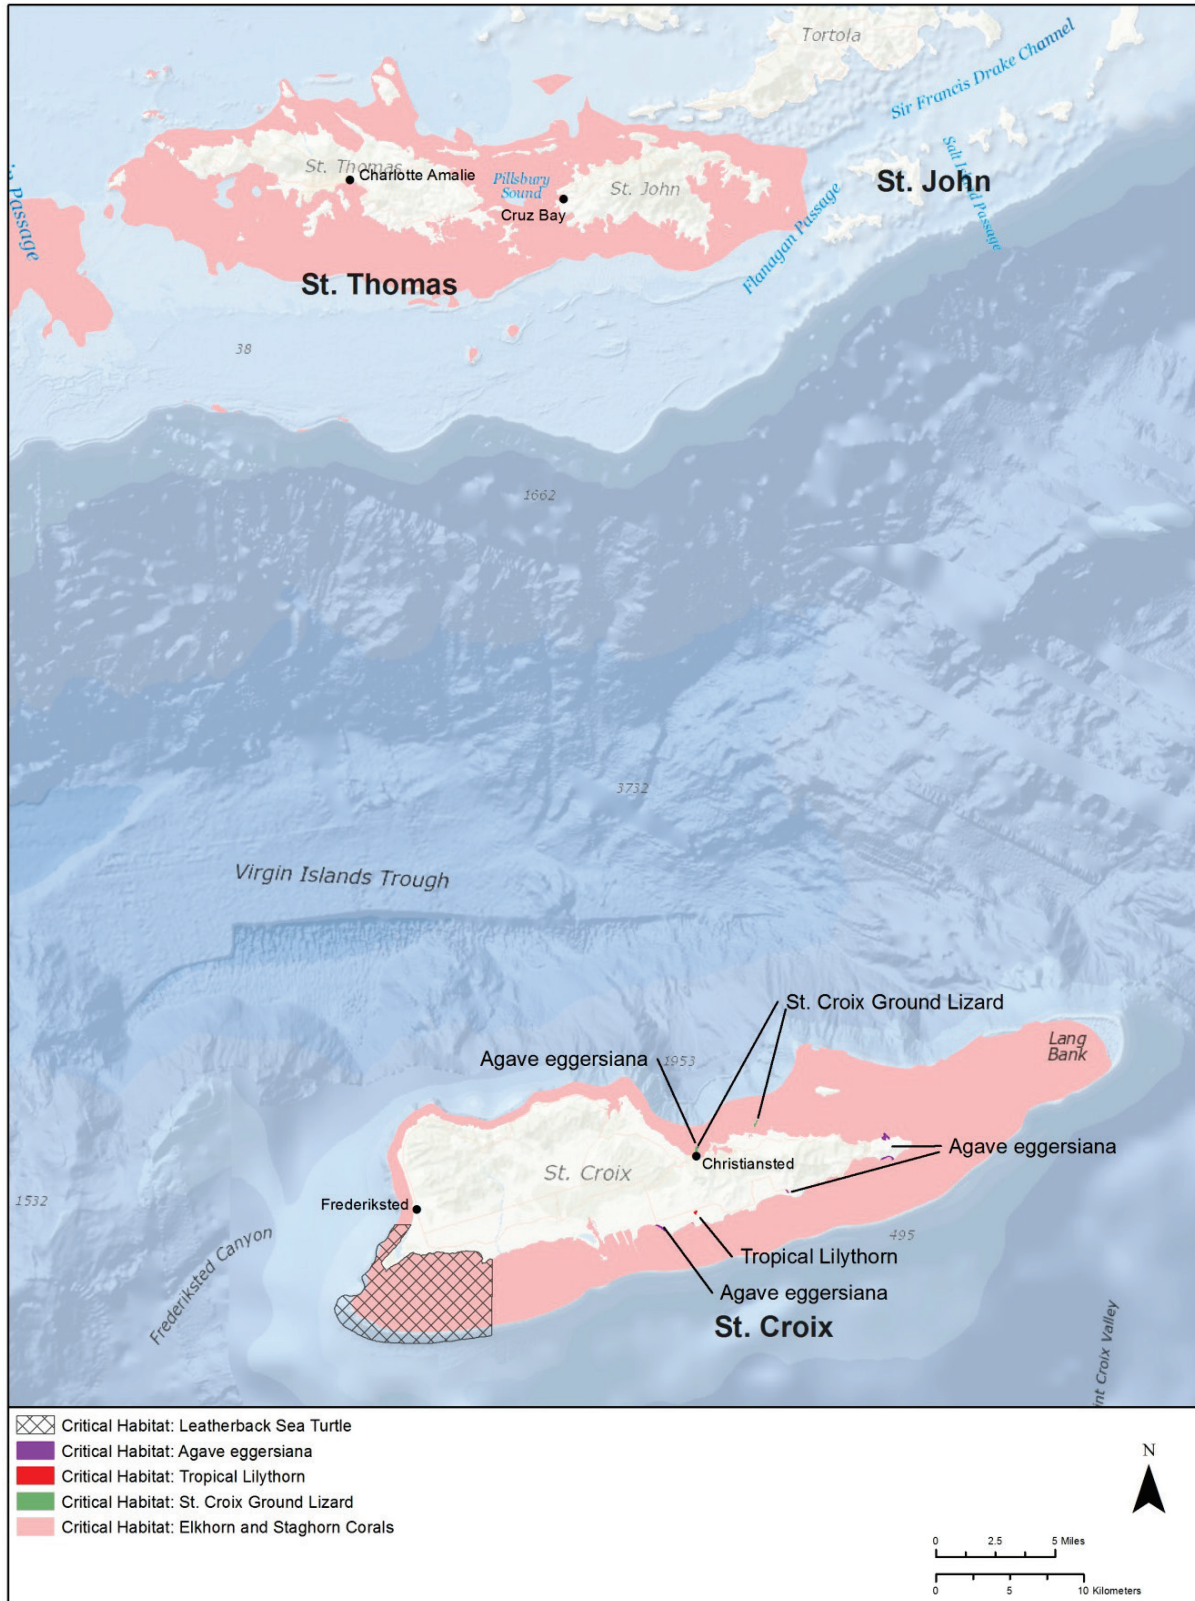 Tortola
Sir Francis Drake Channel
Salt Island Passage
St. Thomas
Charlotte Amalie
Pillsbury
Sound
St. John
Cruz Bay
St. John
Passage
Flanagan Passage
St. Thomas
38
1662
3732
Virgin Islands Trough
St. Croix Ground Lizard
Lang
Bank
Agave eggersiana
1953
Agave eggersiana
Christiansted
St. Croix
1532
Frederiksted
495
Tropical Lilythorn
Frederiksted Canyon
Agave eggersiana
St. Croix
Croix Valley
Critical Habitat: Leatherback Sea Turtle
Critical Habitat: Agave eggersiana
Critical Habitat: Tropical Lilythorn
Critical Habitat: St. Croix Ground Lizard
Critical Habitat: Elkhorn and Staghorn Corals
N
0 2.5 5 Miles
0 5 10 Kilometers